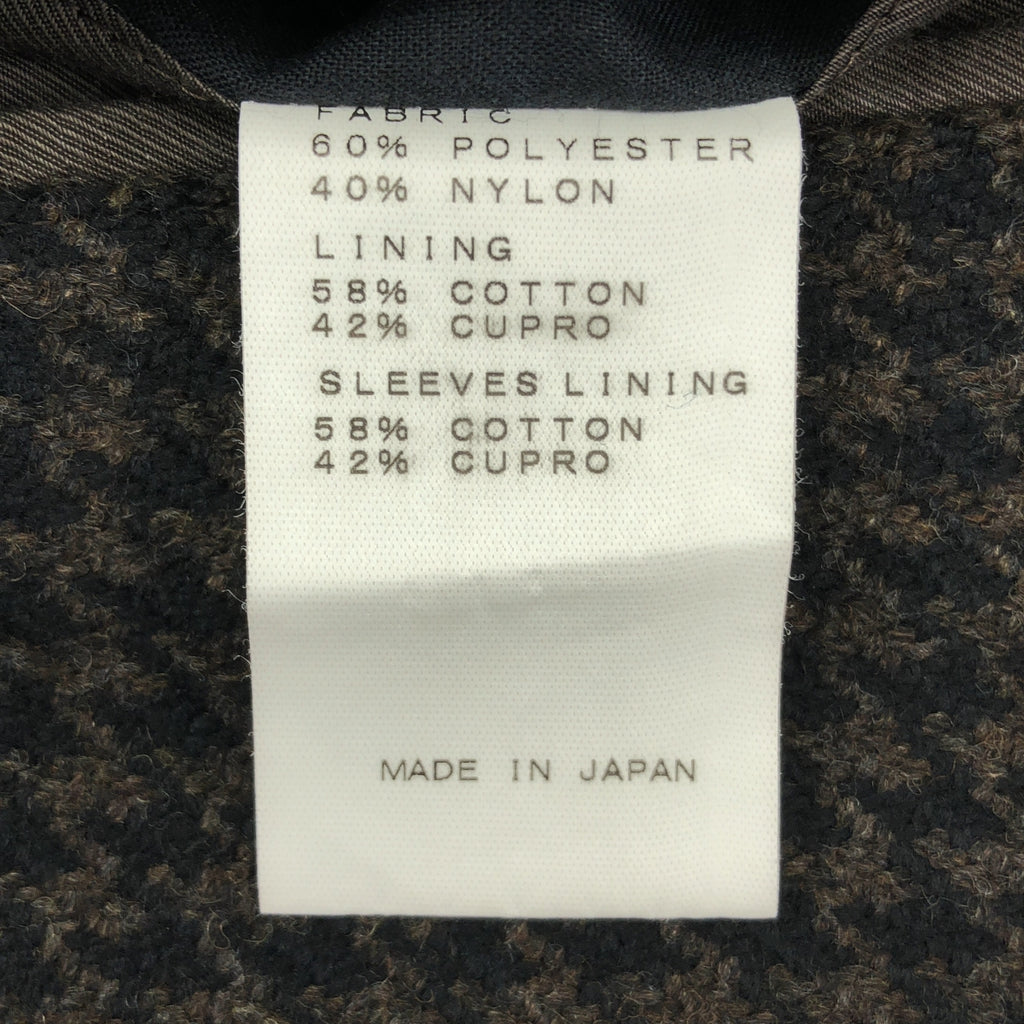 FABRIC
60% POLYESTER
40% NYLON
LINING
58% COTTON
42% CUPRO
SLEEVES LINING
58% COTTON
42% CUPRO
MADE IN JAPAN